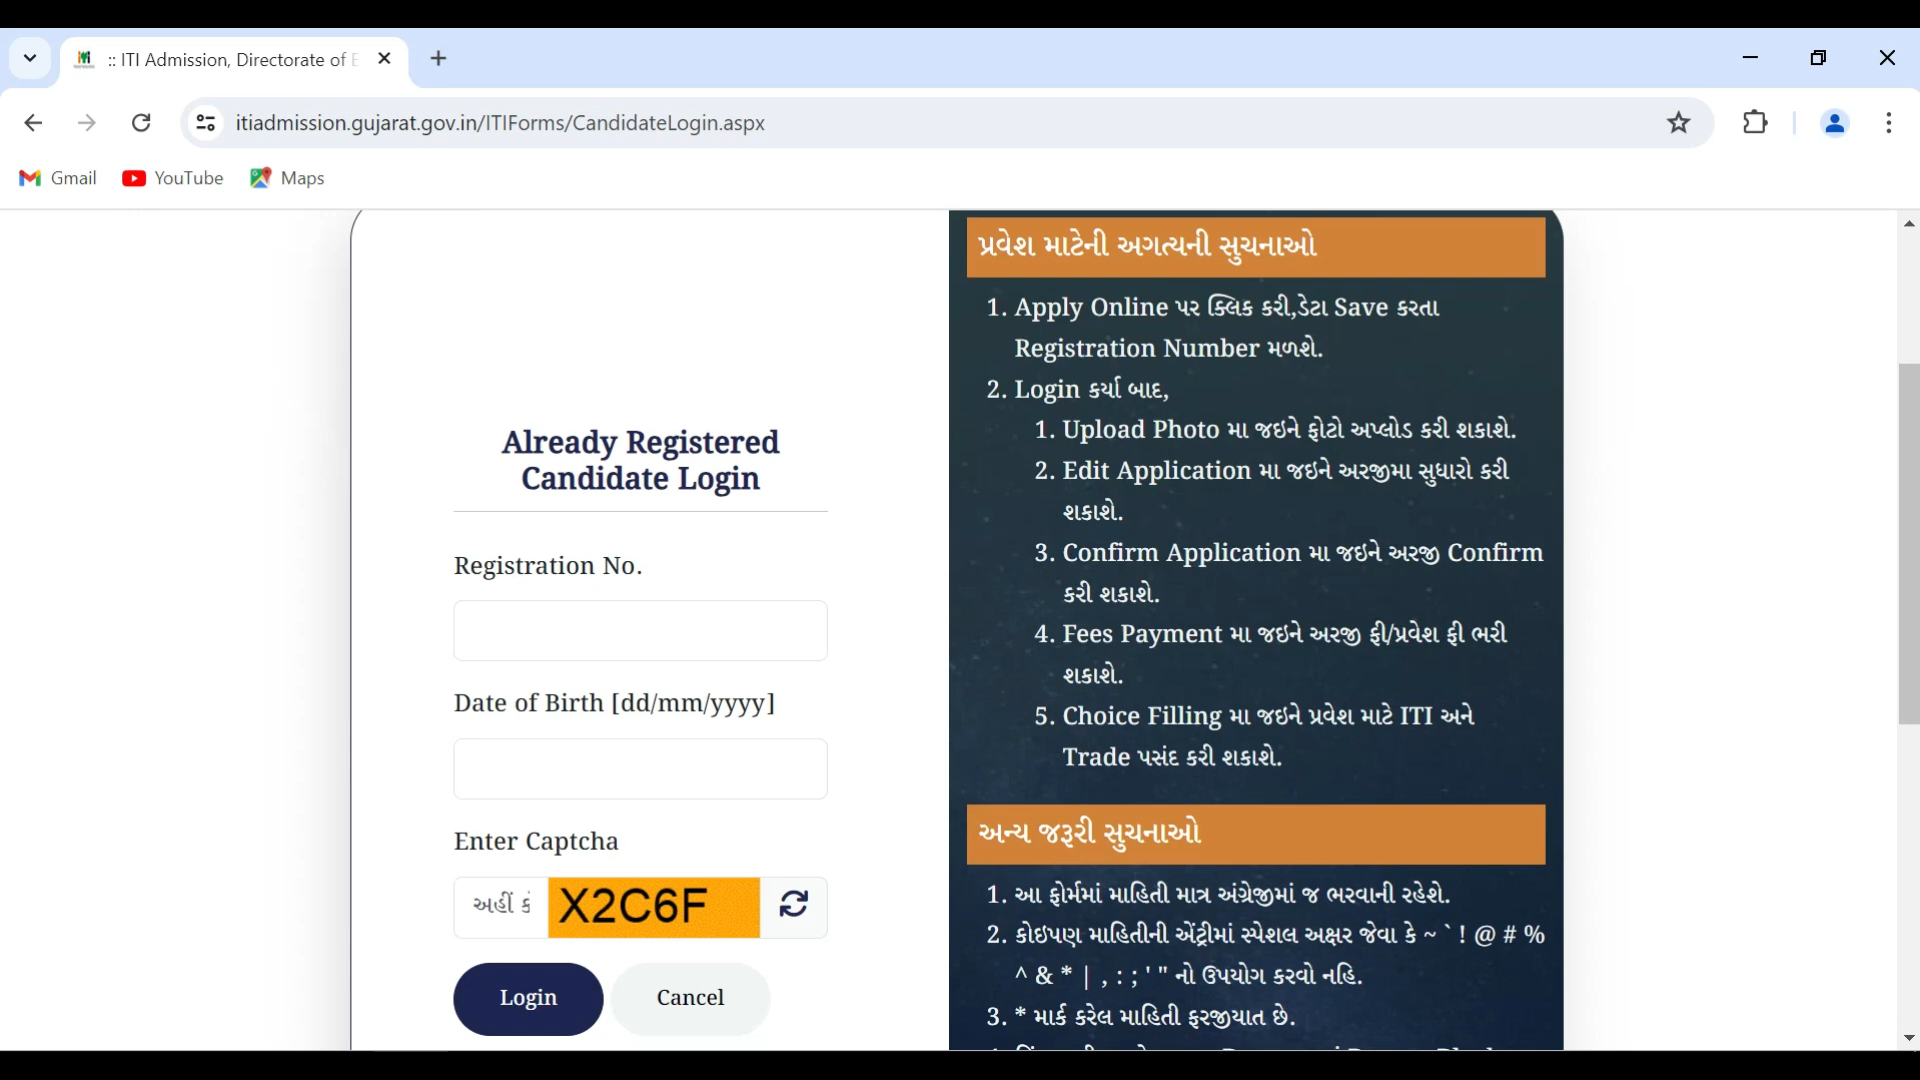 :: ITI Admission, Directorate of
itiadmission.gujarat.gov.in/ITIForms/CandidateLogin.aspx
Gmail YouTube Maps
Already Registered
Candidate Login
Registration No.
Date of Birth [dd/mm/yyyy]
Enter Captcha
અહીં X2C6F
Login Cancel
પ્રવેશ માટેની અગત્યની સુચનાઓ
1. Apply Online પર ક્લિક કરી,ડેટા Save કરતા
Registration Number મળશે.
2. Login કર્યા બાદ,
1. Upload Photo મા જઇને ફોટો અપ્લોડ કરી શકાશે.
2. Edit Application મા જઇને અરજીમા સુધારો કરી
શકાશે.
3. Confirm Application મા જઇને અરજી Confirm
કરી શકાશે.
4. Fees Payment મા જઇને અરજી ફી/પ્રવેશ ફી ભરી
શકાશે.
5. Choice Filling મા જઇને પ્રવેશ માટે ITI અને
Trade પસંદ કરી શકાશે.
અન્ય જરૂરી સુચનાઓ
1. આ ફોર્મમાં માહિતી માત્ર અંગ્રેજીમાં જ ભરવાની રહેશે.
2. કોઇપણ માહિતીની એંટ્રીમાં સ્પેશલ અક્ષર જેવા કે ~ ` ! @ # %
^ & * | , : ; ' " નો ઉપયોગ કરવો નહિ.
3. * માર્ક કરેલ માહિતી ફરજીયાત છે.